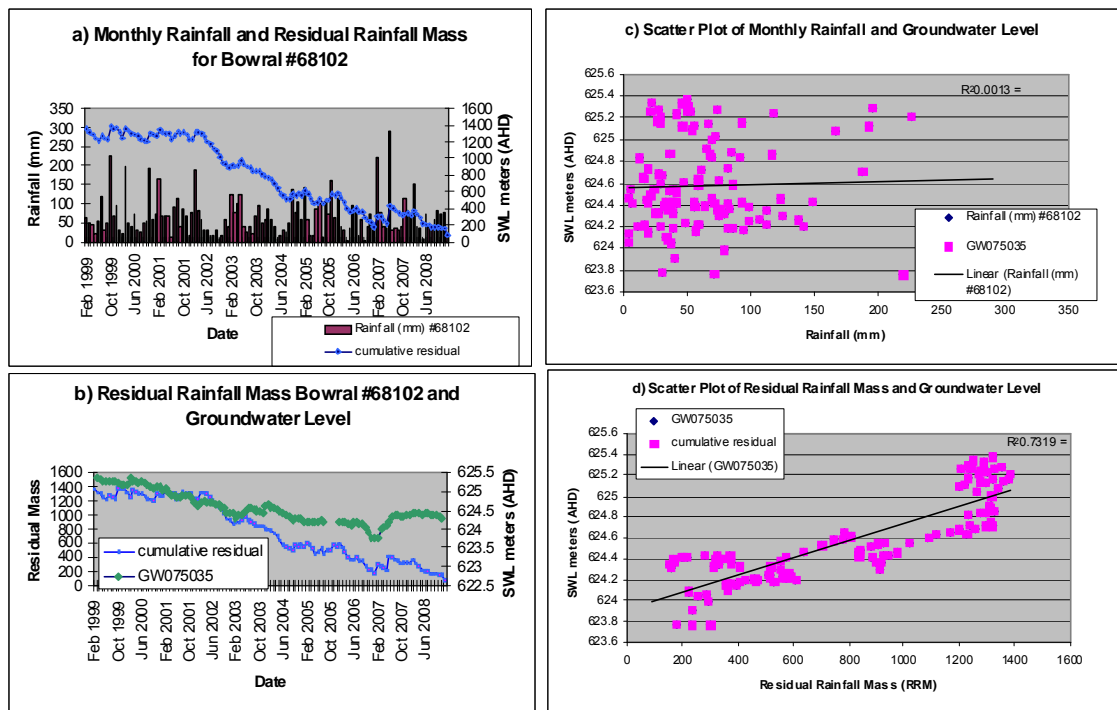 a) Monthly Rainfall and Residual Rainfall Mass
for Bowral #68102
Rainfall (mm)
350
300
250
200
150
100
50
0
1600
1400
1200
1000
800
600
400
200
0
SWL meters (AHD)
Feb 1999
Oct 1999
Jun 2000
Feb 2001
Oct 2001
Jun 2002
Feb 2003
Oct 2003
Jun 2004
Feb 2005
Oct 2005
Jun 2006
Feb 2007
Oct 2007
Jun 2008
Date
Rainfall (mm) #68102
cumulative residual
b) Residual Rainfall Mass Bowral #68102 and
Groundwater Level
Residual Mass
1600
1400
1200
1000
800
600
400
200
0
625.5
625
624.5
624
623.5
623
622.5
SWL meters (AHD)
cumulative residual
GW075035
Feb 1999
Oct 1999
Jun 2000
Feb 2001
Oct 2001
Jun 2002
Feb 2003
Oct 2003
Jun 2004
Feb 2005
Oct 2005
Jun 2006
Feb 2007
Oct 2007
Jun 2008
Date
c) Scatter Plot of Monthly Rainfall and Groundwater Level
SWL meters (AHD)
625.6
625.4
625.2
625
624.8
624.6
624.4
624.2
624
623.8
623.6
R²0.0013 =
Rainfall (mm) #68102
GW075035
Linear (Rainfall (mm)
#68102)
0
50
100
150
200
250
300
350
Rainfall (mm)
d) Scatter Plot of Residual Rainfall Mass and Groundwater Level
GW075035
cumulative residual
Linear (GW075035)
R²0.7319 =
SWL meters (AHD)
625.6
625.4
625.2
625
624.8
624.6
624.4
624.2
624
623.8
623.6
0
200
400
600
800
1000
1200
1400
1600
Residual Rainfall Mass (RRM)